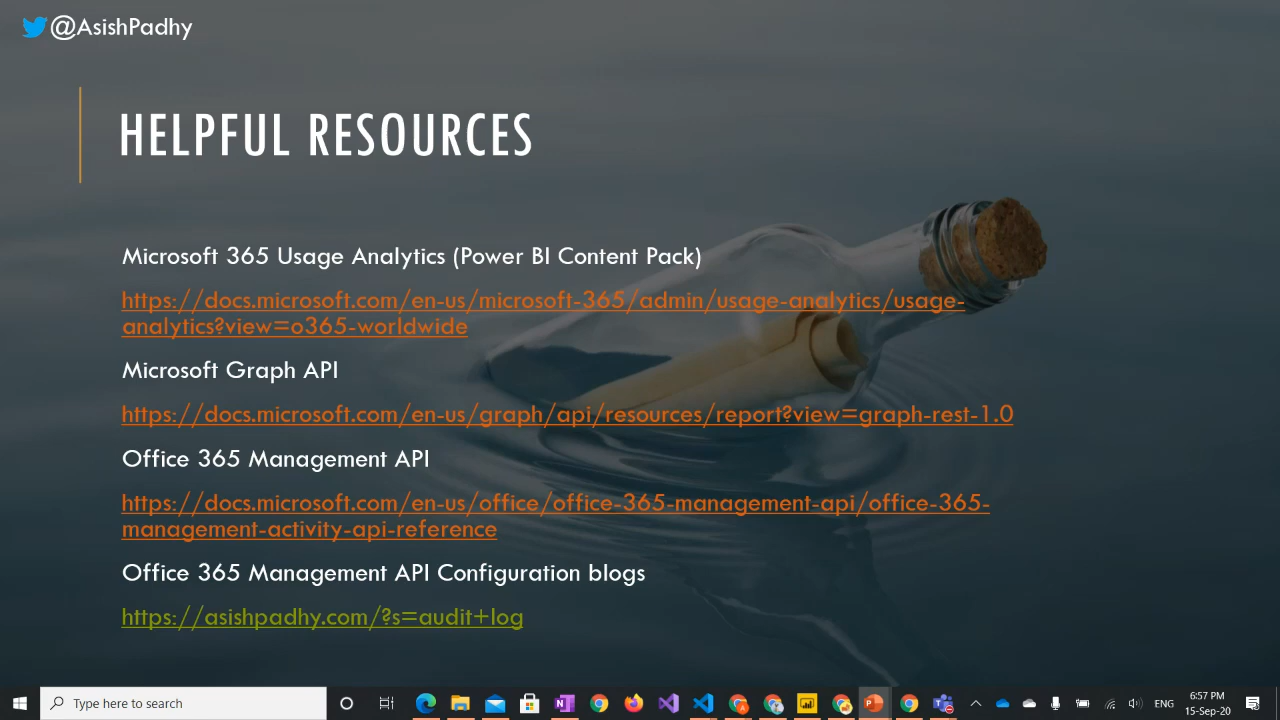 @AsishPadhy
HELPFUL RESOURCES
Microsoft 365 Usage Analytics (Power BI Content Pack)
https://docs.microsoft.com/en-us/microsoft-365/admin/usage-analytics/usage-
analytics?view=o365-worldwide
Microsoft Graph API
https://docs.microsoft.com/en-us/graph/api/resources/report?view=graph-rest-1.0
Office 365 Management API
https://docs.microsoft.com/en-us/office/office-365-management-api/office-365-
management-activity-api-reference
Office 365 Management API Configuration blogs
https://asishpadhy.com/?s=audit+log
Type here to search
ENG
6:57 PM
15-Sep-20